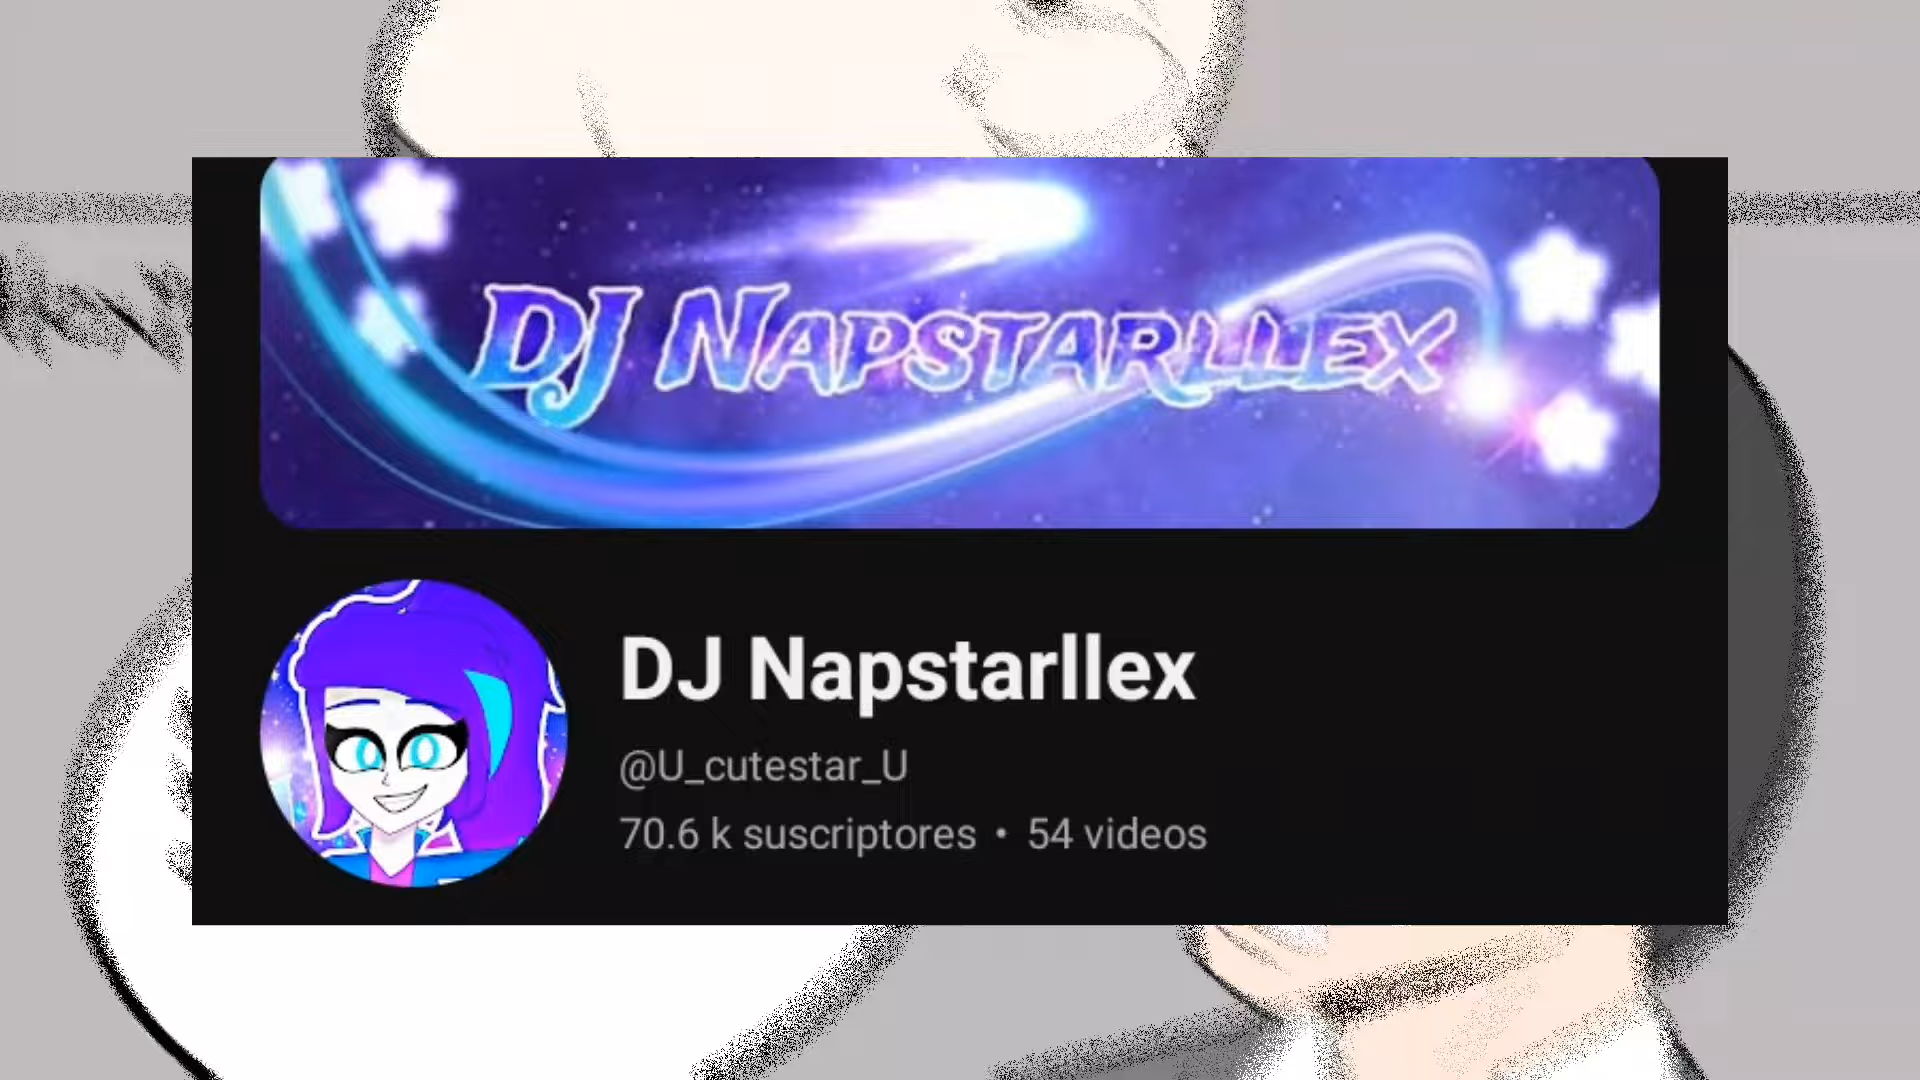 DJ NAPSTARLLEX
DJ Napstarllex
@U_cutestar_U
70.6 k suscriptores • 54 videos